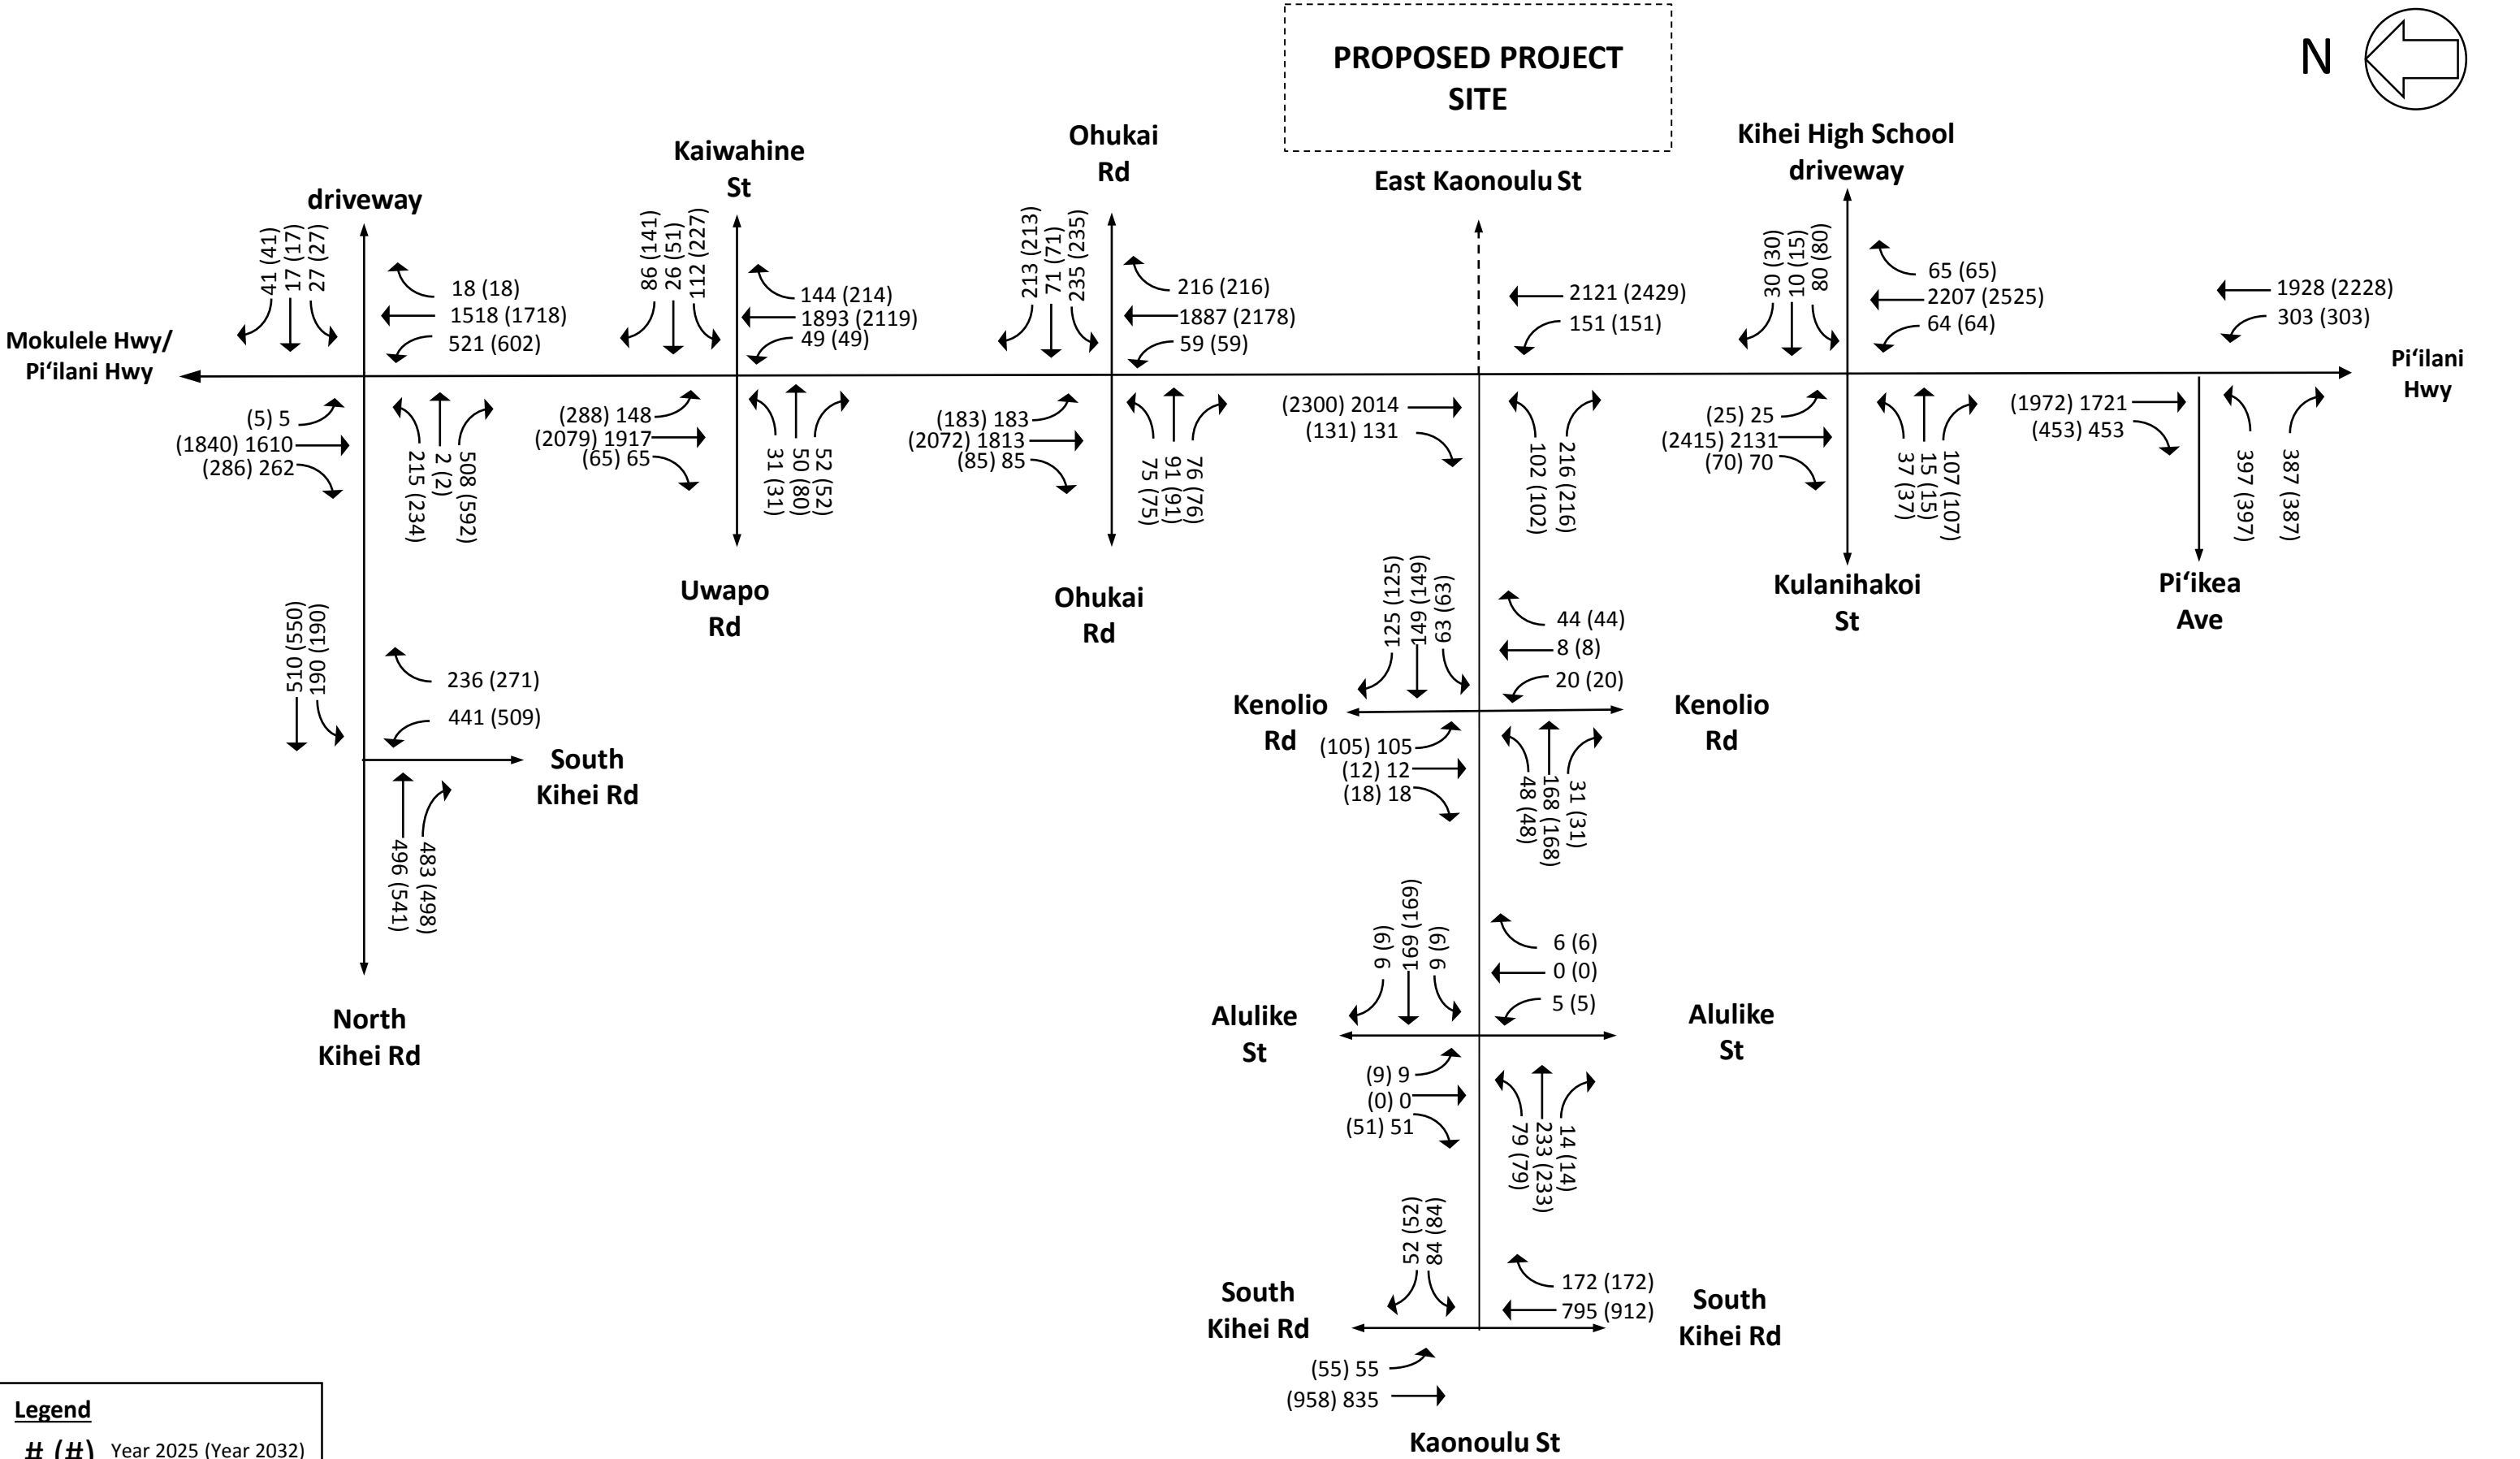 PROPOSED PROJECT
SITE
N
driveway
41 (41)
17 (17)
27 (27)
18 (18)
1518 (1718)
521 (602)
Mokulele Hwy/
Pi‘ilani Hwy
(5) 5
(1840) 1610
(286) 262
215 (234)
2 (2)
508 (592)
Kaiwahine
St
86 (141)
26 (51)
112 (227)
144 (214)
1893 (2119)
49 (49)
(288) 148
(2079) 1917
(65) 65
31 (31)
50 (80)
52 (52)
Uwapo
Rd
Ohukai
Rd
213 (213)
71 (71)
235 (235)
216 (216)
1887 (2178)
59 (59)
(183) 183
(2072) 1813
(85) 85
75 (75)
91 (91)
76 (76)
Ohukai
Rd
East Kaonoulu St
2121 (2429)
151 (151)
(2300) 2014
(131) 131
102 (102)
216 (216)
Kihei High School
driveway
30 (30)
10 (15)
80 (80)
65 (65)
2207 (2525)
64 (64)
(25) 25
(2415) 2131
(70) 70
37 (37)
15 (15)
107 (107)
Kulanihakoi
St
1928 (2228)
303 (303)
Pi‘ilani
Hwy
(1972) 1721
(453) 453
397 (397)
387 (387)
Pi‘ikea
Ave
510 (550)
190 (190)
236 (271)
441 (509)
South
Kihei Rd
496 (541)
483 (498)
North
Kihei Rd
125 (125)
149 (149)
63 (63)
44 (44)
8 (8)
20 (20)
Kenolio
Rd
Kenolio
Rd
(105) 105
(12) 12
(18) 18
48 (48)
168 (168)
31 (31)
9 (9)
169 (169)
9 (9)
6 (6)
0 (0)
5 (5)
Alulike
St
Alulike
St
(9) 9
(0) 0
(51) 51
79 (79)
233 (233)
14 (14)
52 (52)
84 (84)
172 (172)
795 (912)
South
Kihei Rd
South
Kihei Rd
(55) 55
(958) 835
Kaonoulu St
Legend
# (#) Year 2025 (Year 2032)